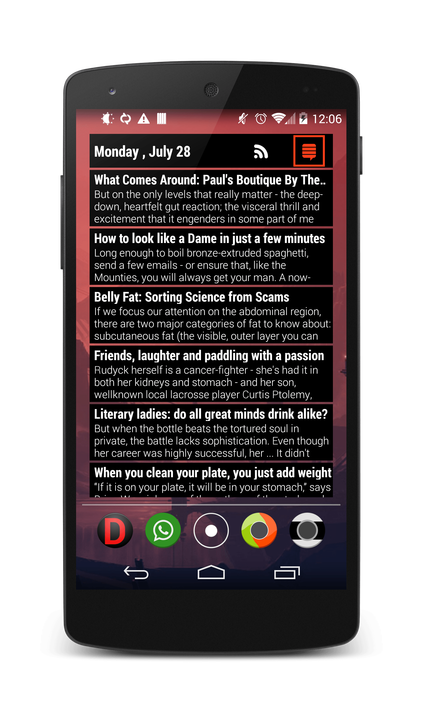 12:06
Monday , July 28
What Comes Around: Paul's Boutique By The..
But on the only levels that really matter - the deep-
down, heartfelt gut reaction; the visceral thrill and
excitement that it engenders in some part of me
How to look like a Dame in just a few minutes
Long enough to boil bronze-extruded spaghetti,
send a few emails - or ensure that, like the
Mounties, you will always get your man. A now-
Belly Fat: Sorting Science from Scams
If we focus our attention on the abdominal region,
there are two major categories of fat to know about:
subcutaneous fat (the visible, outer layer you can
Friends, laughter and paddling with a passion
Rudyck herself is a cancer-fighter - she's had it in
both her kidneys and stomach - and her son,
wellknown local lacrosse player Curtis Ptolemy,
Literary ladies: do all great minds drink alike?
But when the bottle beats the tortured soul in
private, the battle lacks sophistication. Even though
her career was highly successful, her ... It didn't
When you clean your plate, you just add weight
“If it is on your plate, it will be in your stomach,” says
D